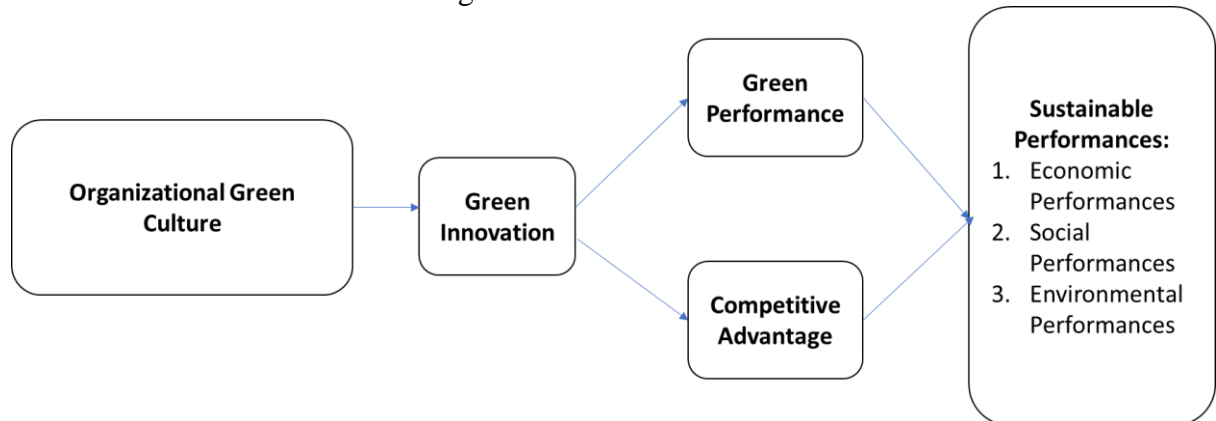 Organizational Green
Culture
Green
Innovation
Green
Performance
Competitive
Advantage
Sustainable
Performances:
1. Economic
Performances
2. Social
Performances
3. Environmental
Performances